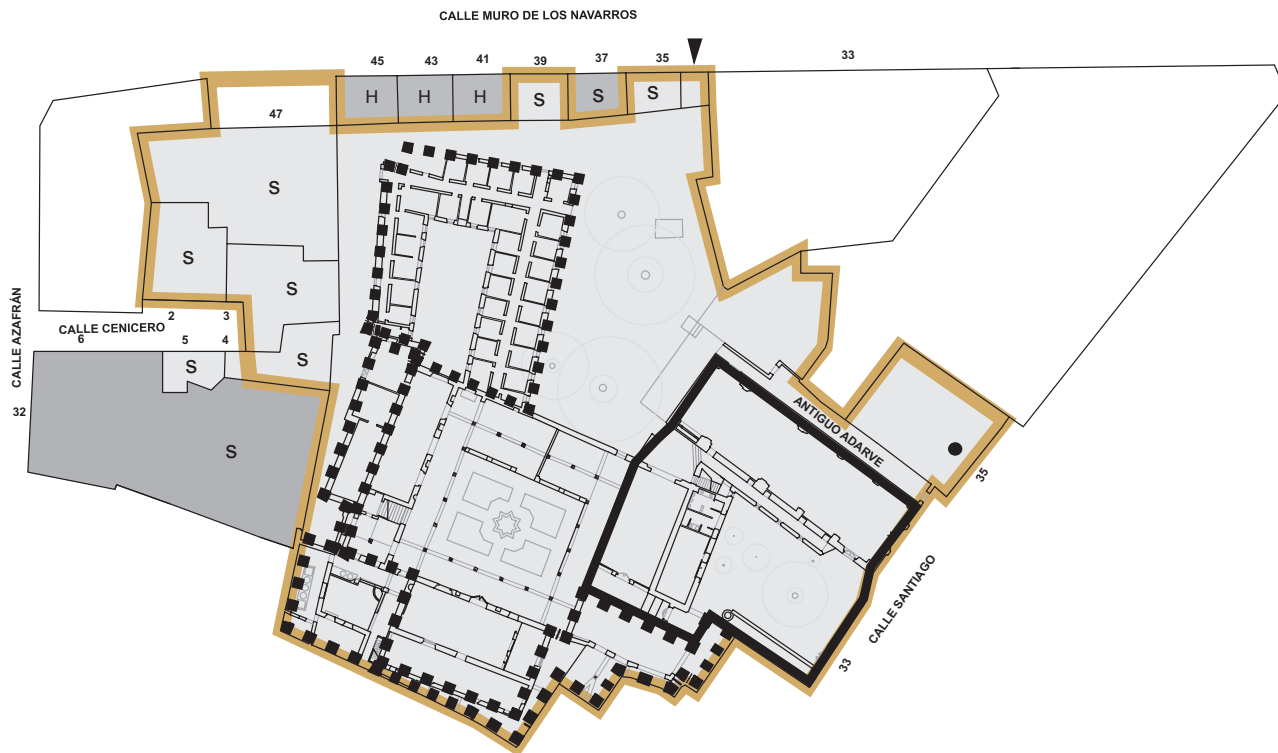 CALLE MURO DE LOS NAVARROS
45
43
41
39
37
35
33
H
H
H
S
S
S
47
S
S
S
2
3
CALLE CENICERO
6
5
4
S
S
CALLE AZAFRÁN
32
S
ANTIGUO ADARVE
35
CALLE SANTIAGO
33